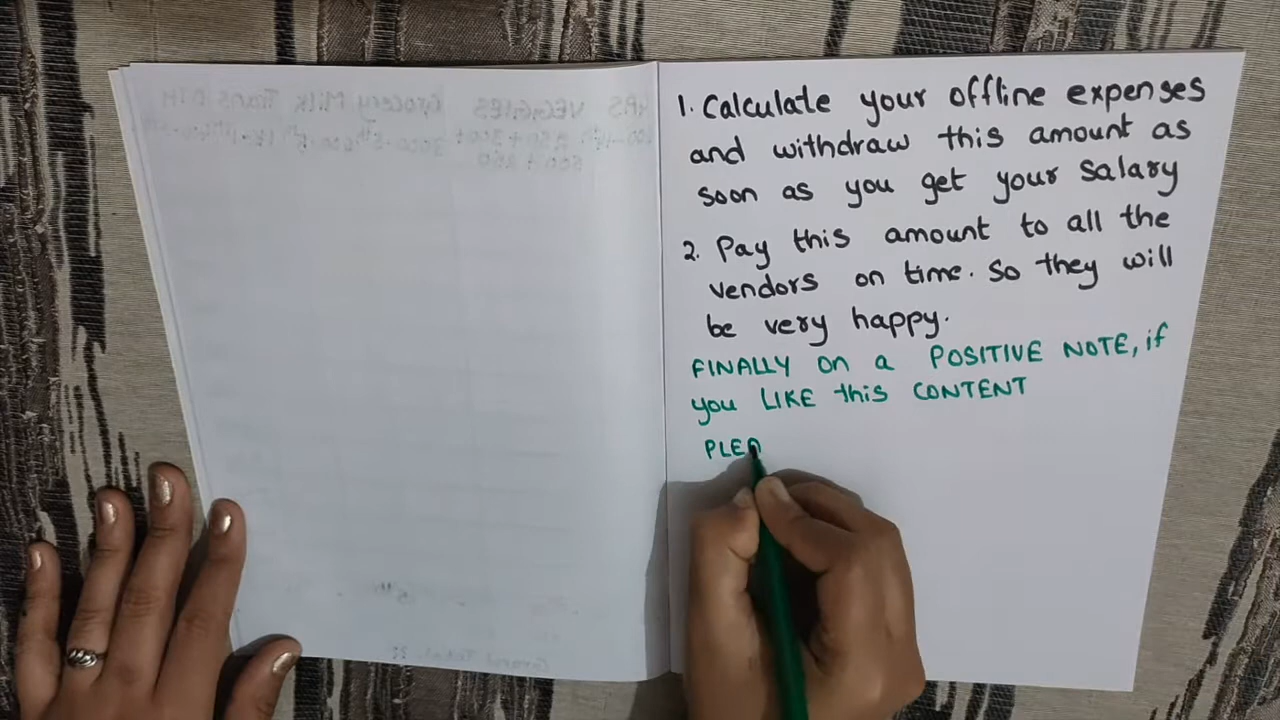 1. Calculate your offline expenses
and withdraw this amount as
soon as you get your salary
2. Pay this amount to all the
vendors on time. So they will
be very happy.
FINALLY on a POSITIVE NOTE, if
you LIKE this CONTENT
PLEA